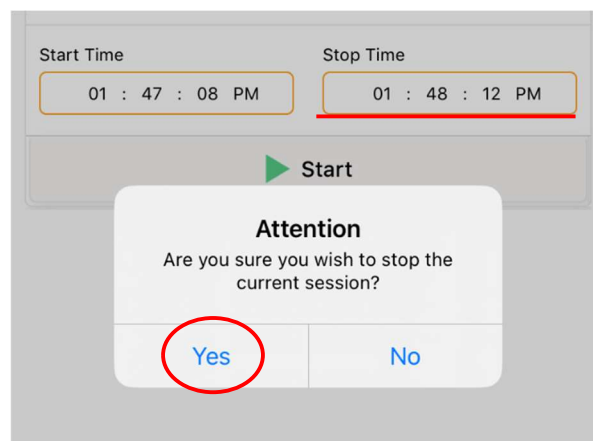 Start Time
Stop Time
01 : 47 : 08 PM
01 : 48 : 12 PM
Start
Attention
Are you sure you wish to stop the
current session?
Yes
No